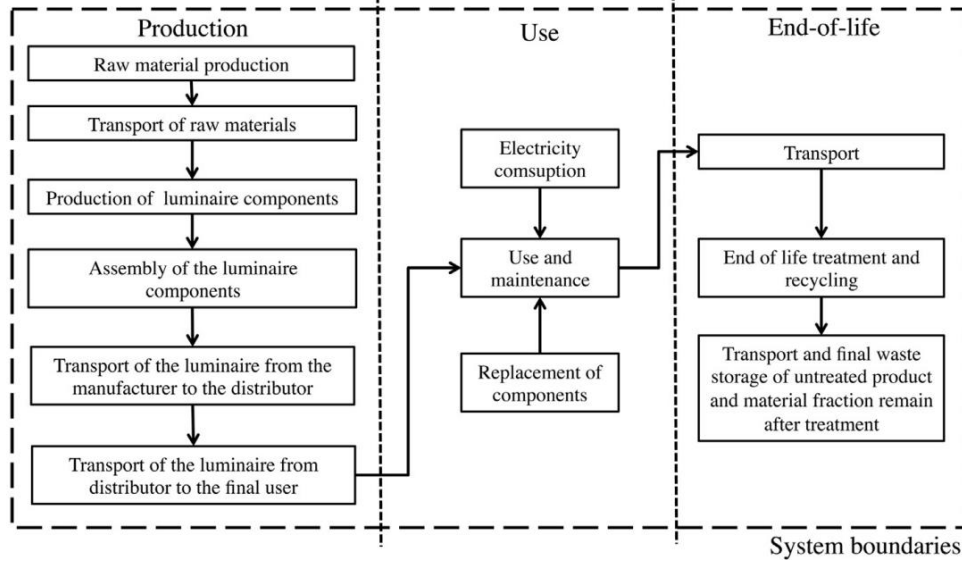 Production
Raw material production
Transport of raw materials
Production of luminaire components
Assembly of the luminaire
components
Transport of the luminaire from the
manufacturer to the distributor
Transport of the luminaire from
distributor to the final user
Use
Electricity
comsuption
Use and
maintenance
Replacement of
components
End-of-life
Transport
End of life treatment and
recycling
Transport and final waste
storage of untreated product
and material fraction remain
after treatment
System boundaries